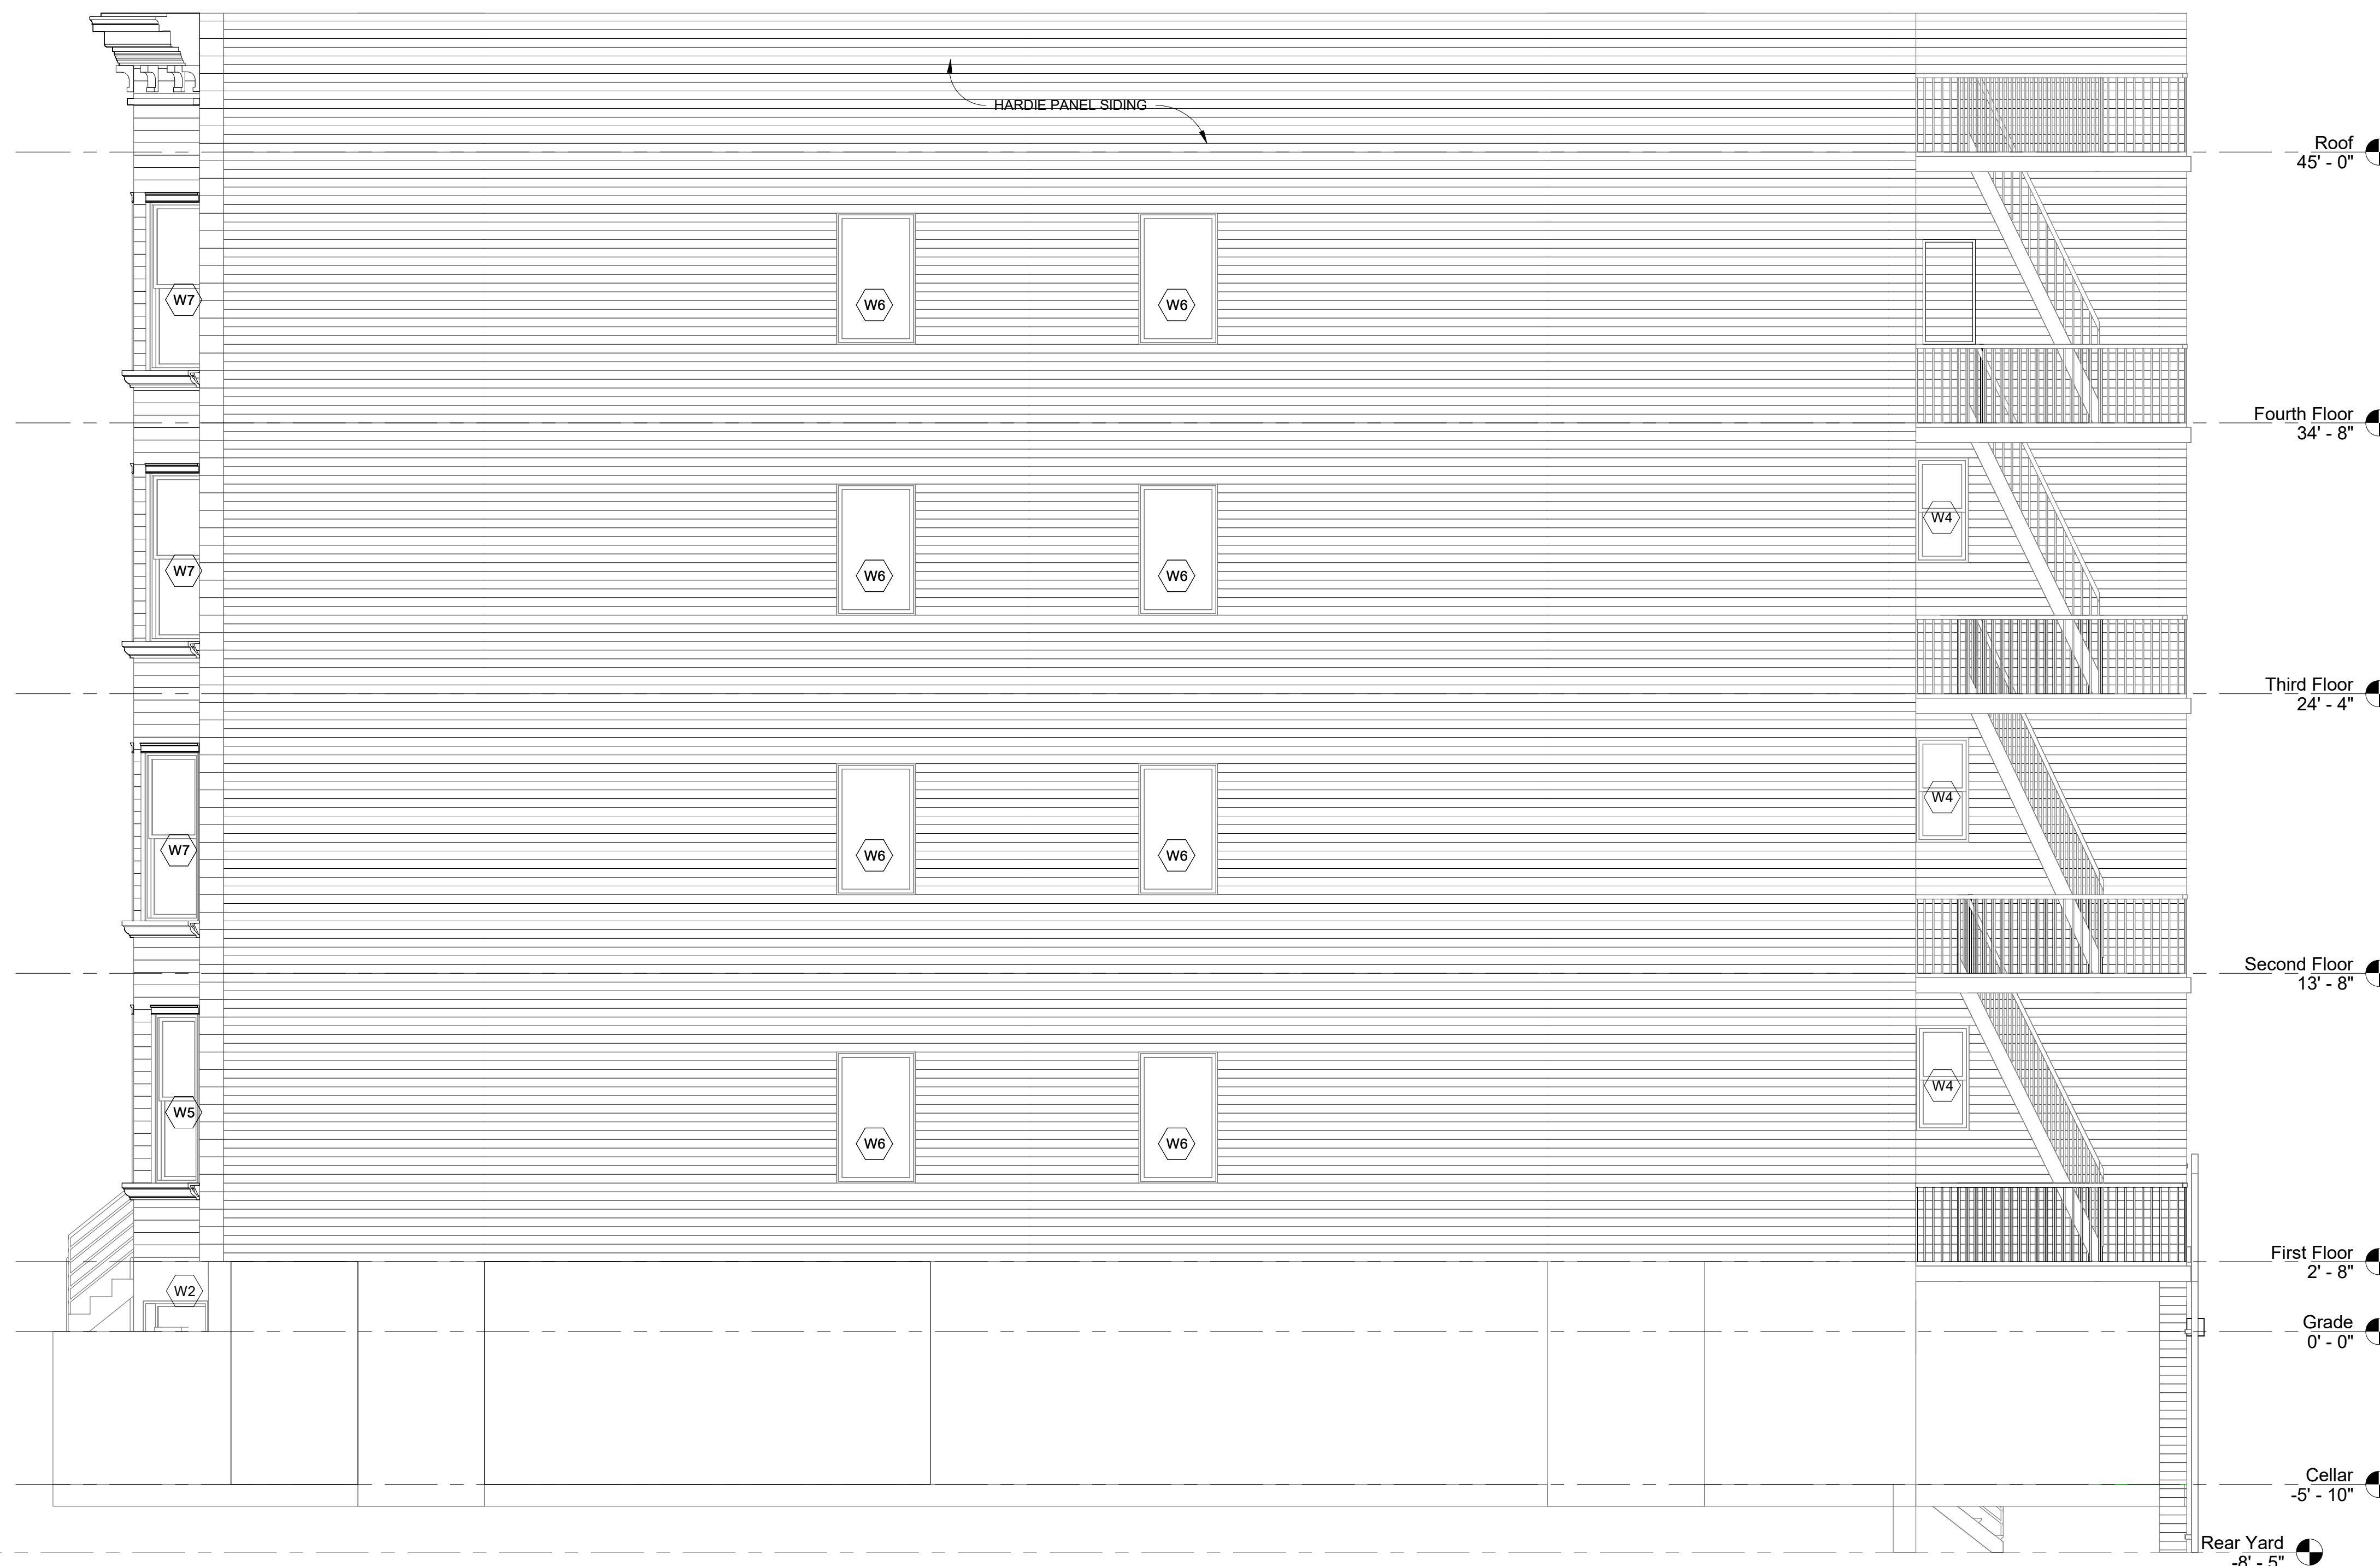 HARDIE PANEL SIDING
Roof
45' - 0"
W7
W6
W6
Fourth Floor
34' - 8"
W7
W6
W6
W4
Third Floor
24' - 4"
W7
W6
W6
W4
Second Floor
13' - 8"
W5
W6
W6
W4
First Floor
2' - 8"
W2
Grade
0' - 0"
Cellar
-5' - 10"
Rear Yard
-8' - 5"